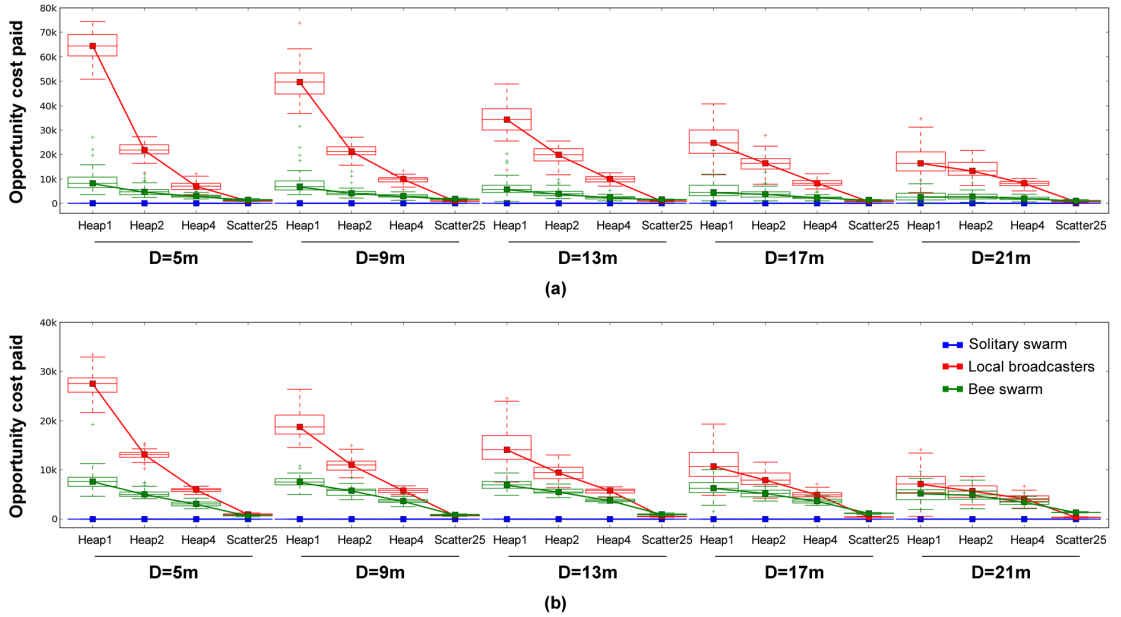 Opportunity cost paid
80k
70k
60k
50k
40k
30k
20k
10k
0
Heap1 Heap2 Heap4 Scatter25 Heap1 Heap2 Heap4 Scatter25 Heap1 Heap2 Heap4 Scatter25 Heap1 Heap2 Heap4 Scatter25 Heap1 Heap2 Heap4 Scatter25
D=5m D=9m D=13m D=17m D=21m
(a)
Opportunity cost paid
40k
30k
20k
10k
0
Solitary swarm
Local broadcasters
Bee swarm
Heap1 Heap2 Heap4 Scatter25 Heap1 Heap2 Heap4 Scatter25 Heap1 Heap2 Heap4 Scatter25 Heap1 Heap2 Heap4 Scatter25 Heap1 Heap2 Heap4 Scatter25
D=5m D=9m D=13m D=17m D=21m
(b)